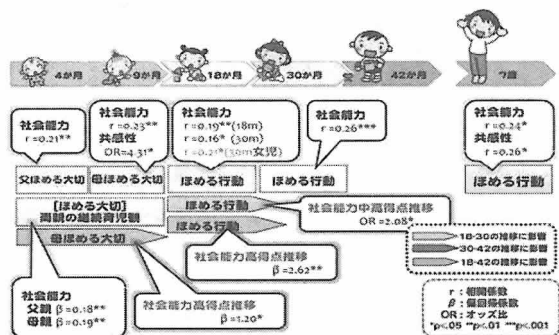 4か月
9か月
18か月
30か月
42か月
7歳
社会能力
r=0.21**
社会能力
r=0.23**
共感性
OR=4.31*
社会能力
r=0.19**(18m)
r=0.16*(30m)
r=0.21*(30m女児)
社会能力
r=0.26***
社会能力
r=0.24*
共感性
r=0.26*
父ほめる大切
母ほめる大切
ほめる行動
ほめる行動
ほめる行動
【ほめる大切】
両親の継続育児観
ほめる行動
母ほめる大切
ほめる行動
社会能力中高得点推移
OR=2.08*
社会能力高得点推移
β=2.62**
社会能力
父親 β=0.18**
母親 β=0.19**
社会能力高得点推移
β=1.20*
18-30の推移に影響
30-42の推移に影響
18-42の推移に影響
r:相関係数
β:偏回帰係数
OR:オッズ比
*p≤.05 **p≤.01 ***p≤.001